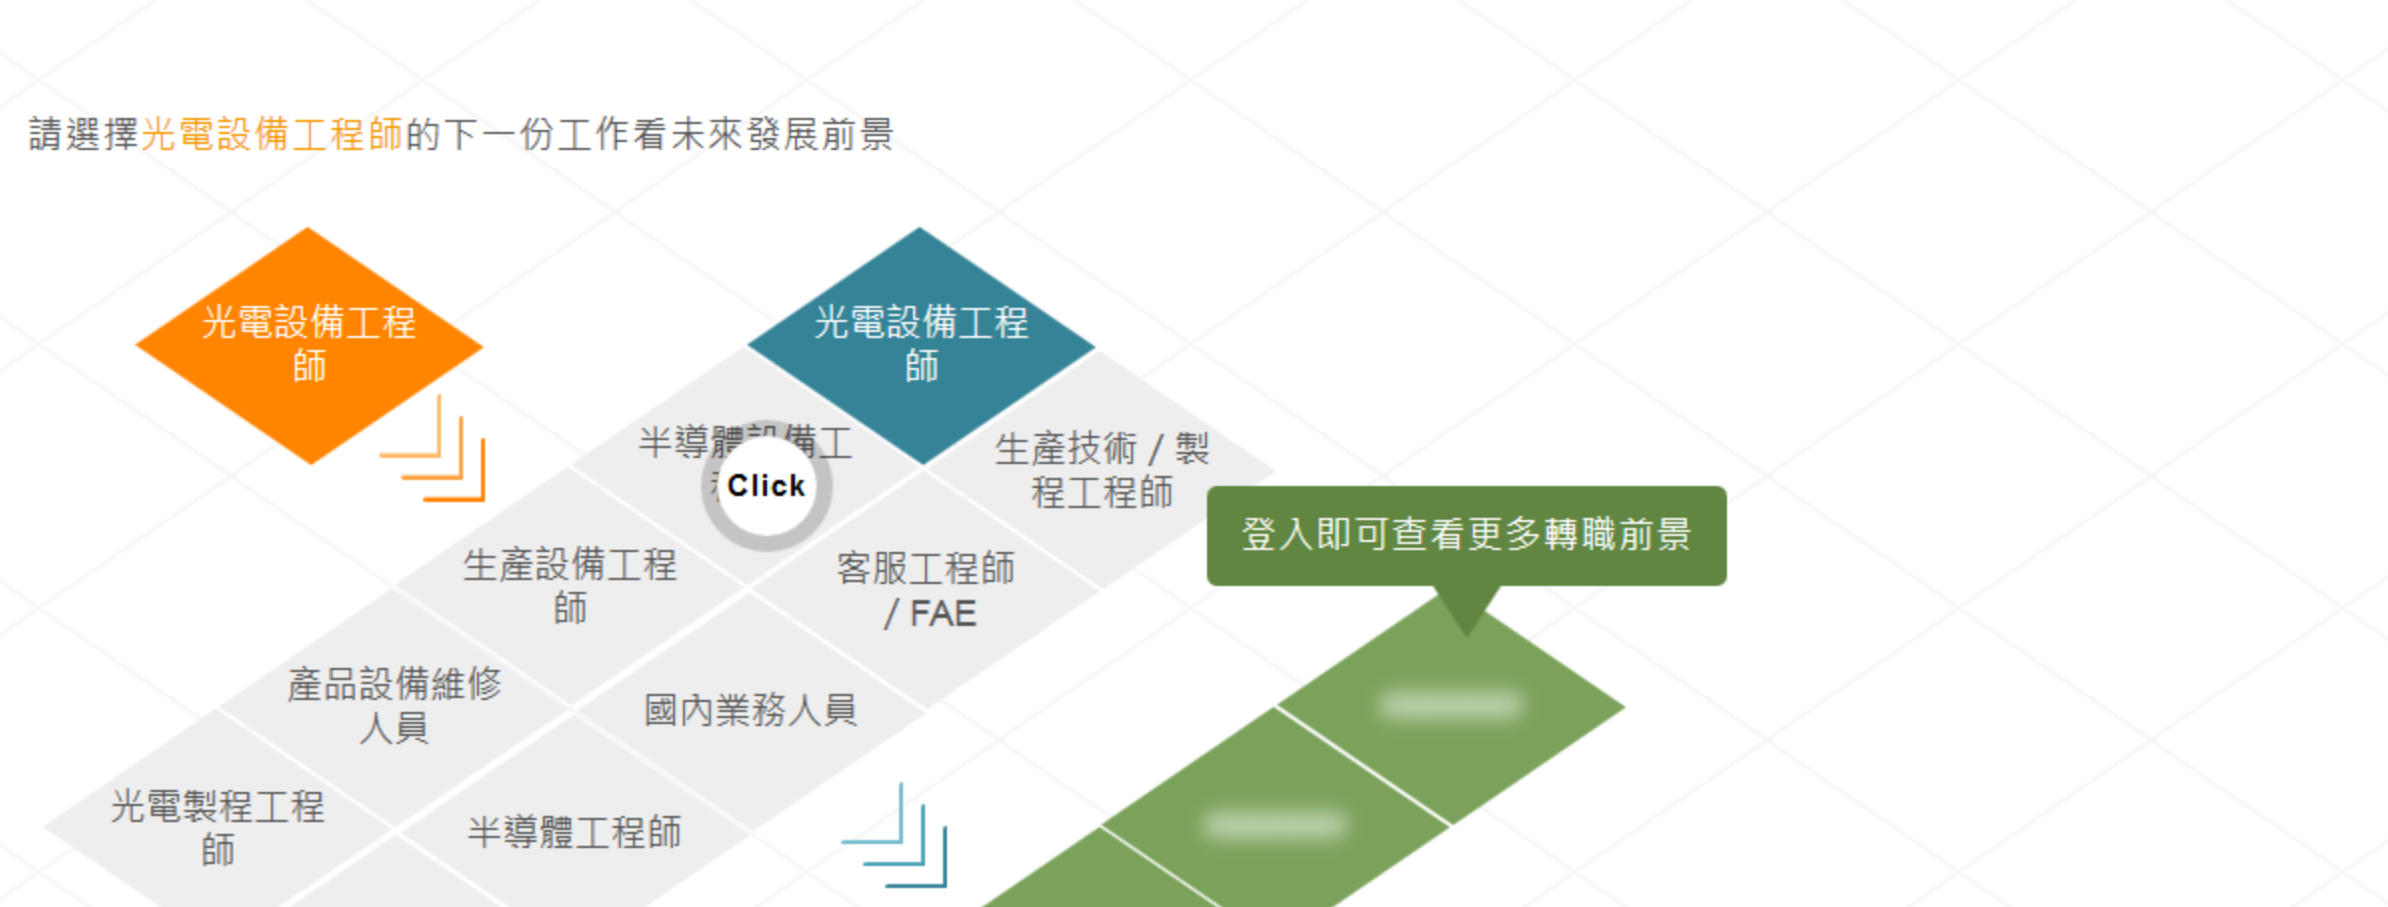 請選擇光電設備工程師的下一份工作看未來發展前景
光電設備工程
師
光電設備工程
師
半導體設備工
Click
生產技術 / 製
程工程師
登入即可查看更多轉職前景
生產設備工程
師
客服工程師
/ FAE
產品設備維修
人員
國內業務人員
光電製程工程
師
半導體工程師